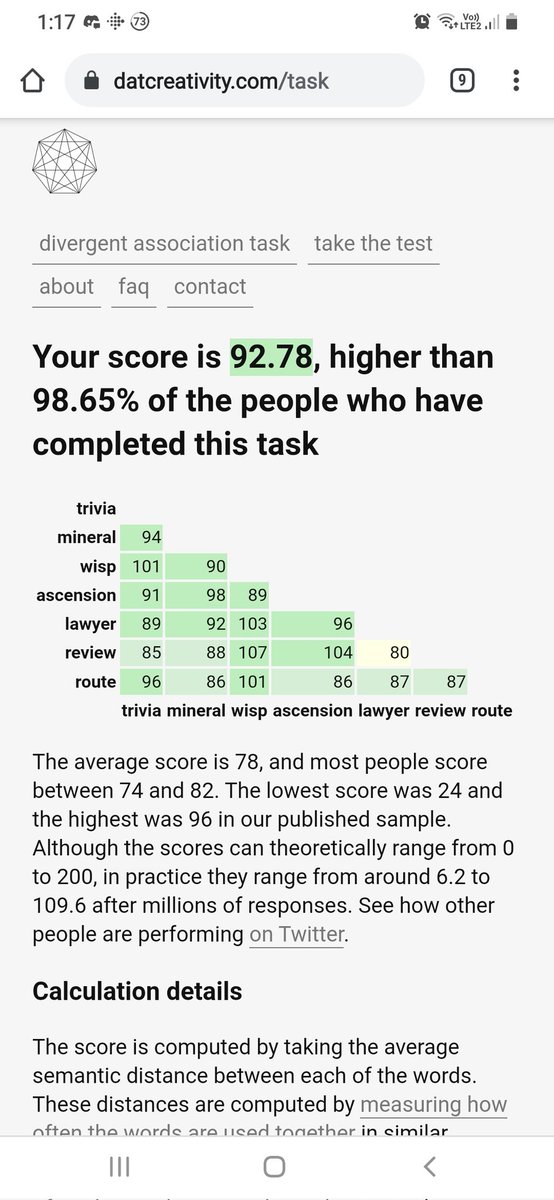 1:17 73 Vo)) LTE2
datcreativity.com/task 9
divergent association task take the test
about faq contact
Your score is 92.78, higher than
98.65% of the people who have
completed this task
trivia
mineral 94
wisp 101 90
ascension 91 98 89
lawyer 89 92 103 96
review 85 88 107 104 80
route 96 86 101 86 87 87
trivia mineral wisp ascension lawyer review route
The average score is 78, and most people score
between 74 and 82. The lowest score was 24 and
the highest was 96 in our published sample.
Although the scores can theoretically range from 0
to 200, in practice they range from around 6.2 to
109.6 after millions of responses. See how other
people are performing on Twitter.
Calculation details
The score is computed by taking the average
semantic distance between each of the words.
These distances are computed by measuring how
often the words are used together in similar